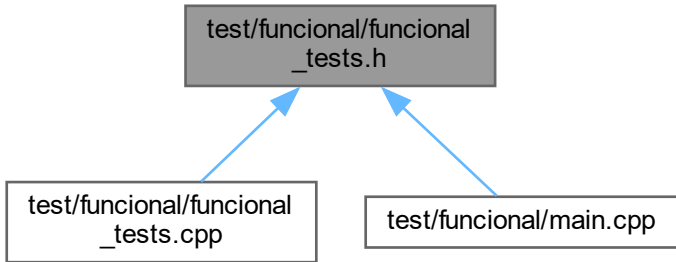 test/funcional/funcional
_tests.h
test/funcional/funcional
_tests.cpp
test/funcional/main.cpp